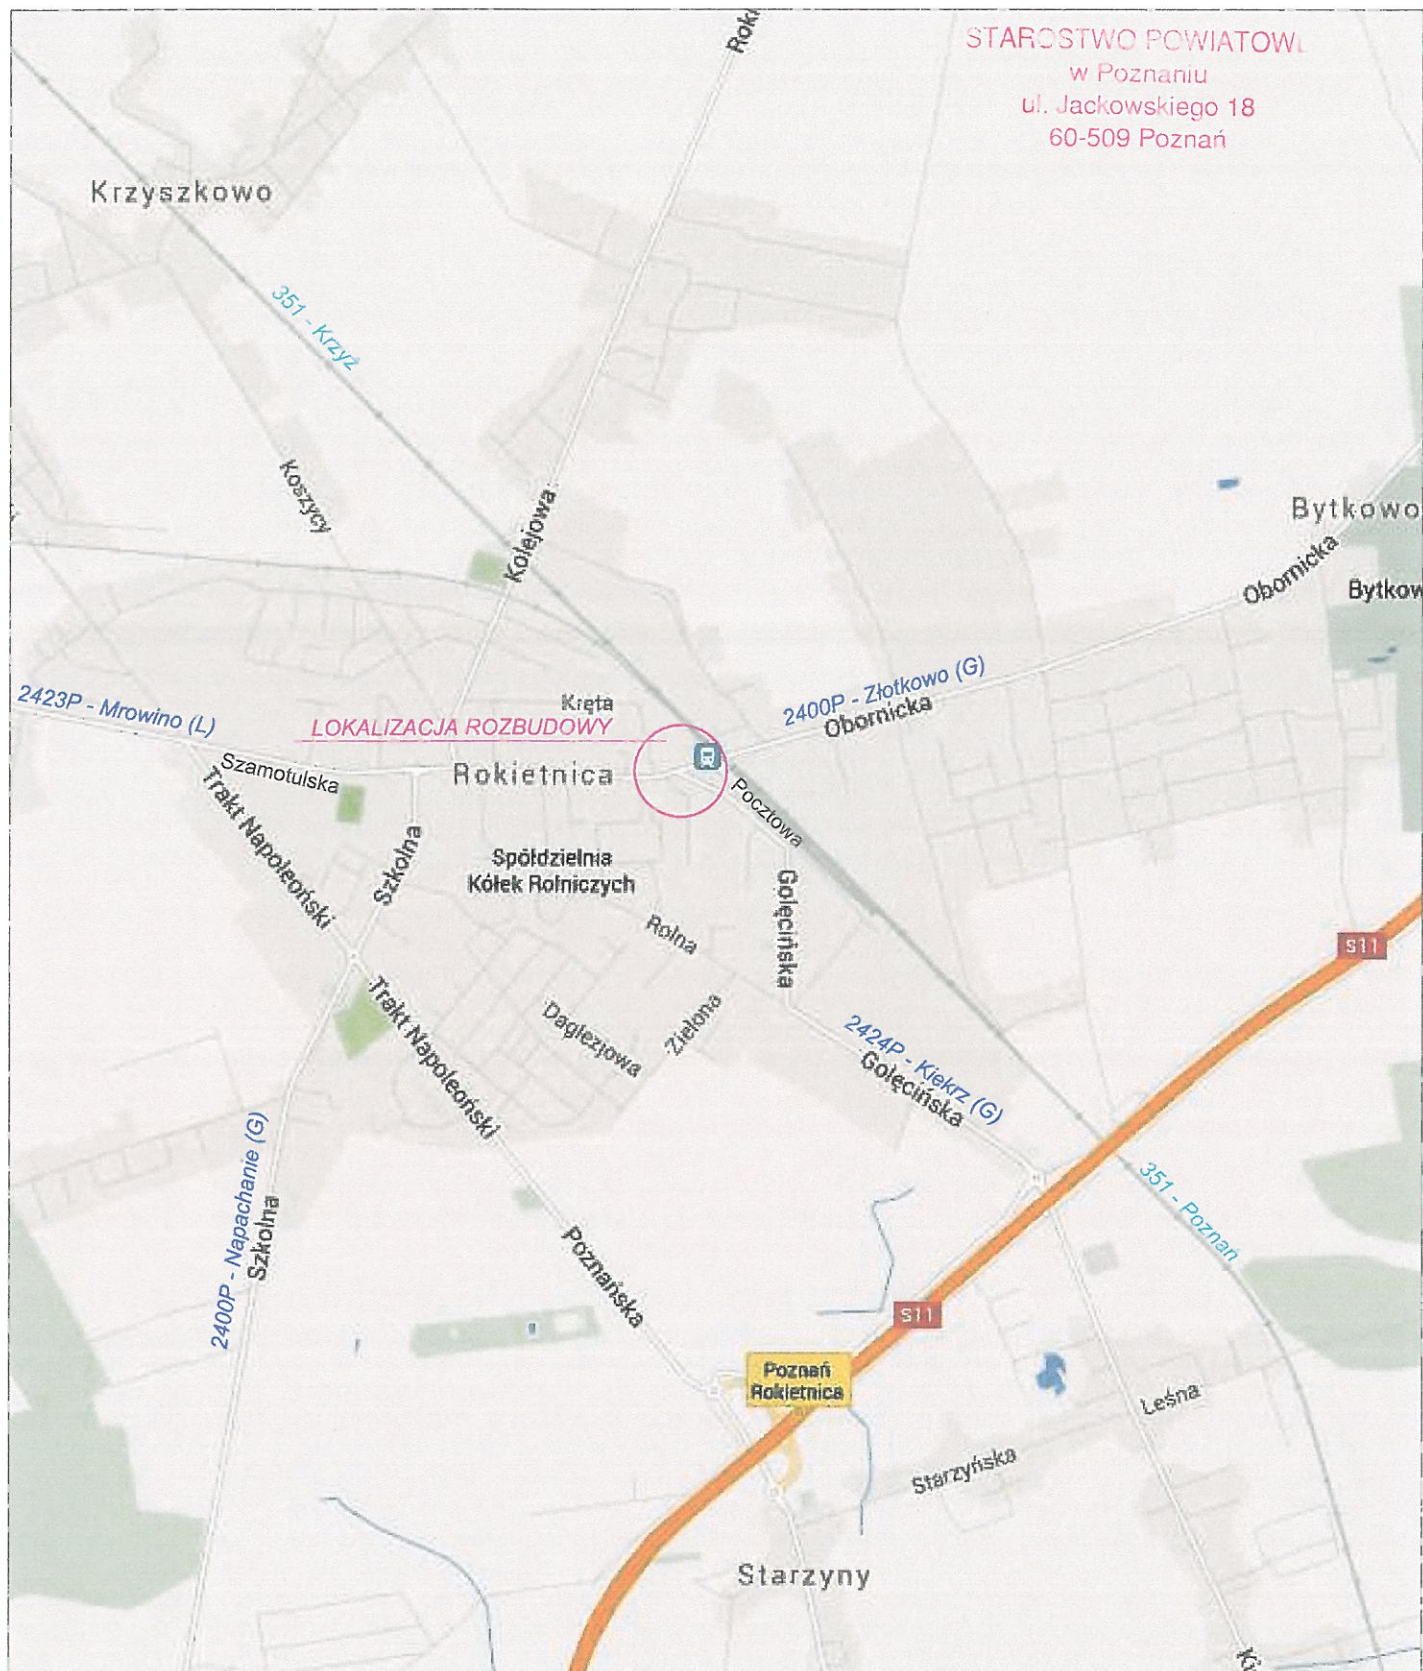 STAROSTWO POWIATOWE
w Poznaniu
ul. Jackowskiego 18
60-509 Poznań
Krzyszkowo
351 - Krzyż
Koszycy
Kolejowa
Bytkowo
Obornicka
Bytkow
2423P - Mrowino (L)
Kręta
2400P - Złotkowo (G)
Obornicka
LOKALIZACJA ROZBUDOWY
Szamotulska
Rokietnica
Pocztowa
Trakt Napoleoński
Szkolna
Spółdzielnia
Kółek Rolniczych
Golęcińska
Rolna
S11
Trakt Napoleoński
Daglezjowa
Zielona
2424P - Kiekrz (G)
Golęcińska
2400P - Napachanie (G)
Szkolna
351 - Poznań
Poznańska
S11
Poznań
Rokietnica
Leśna
Starzyńska
Starzyny